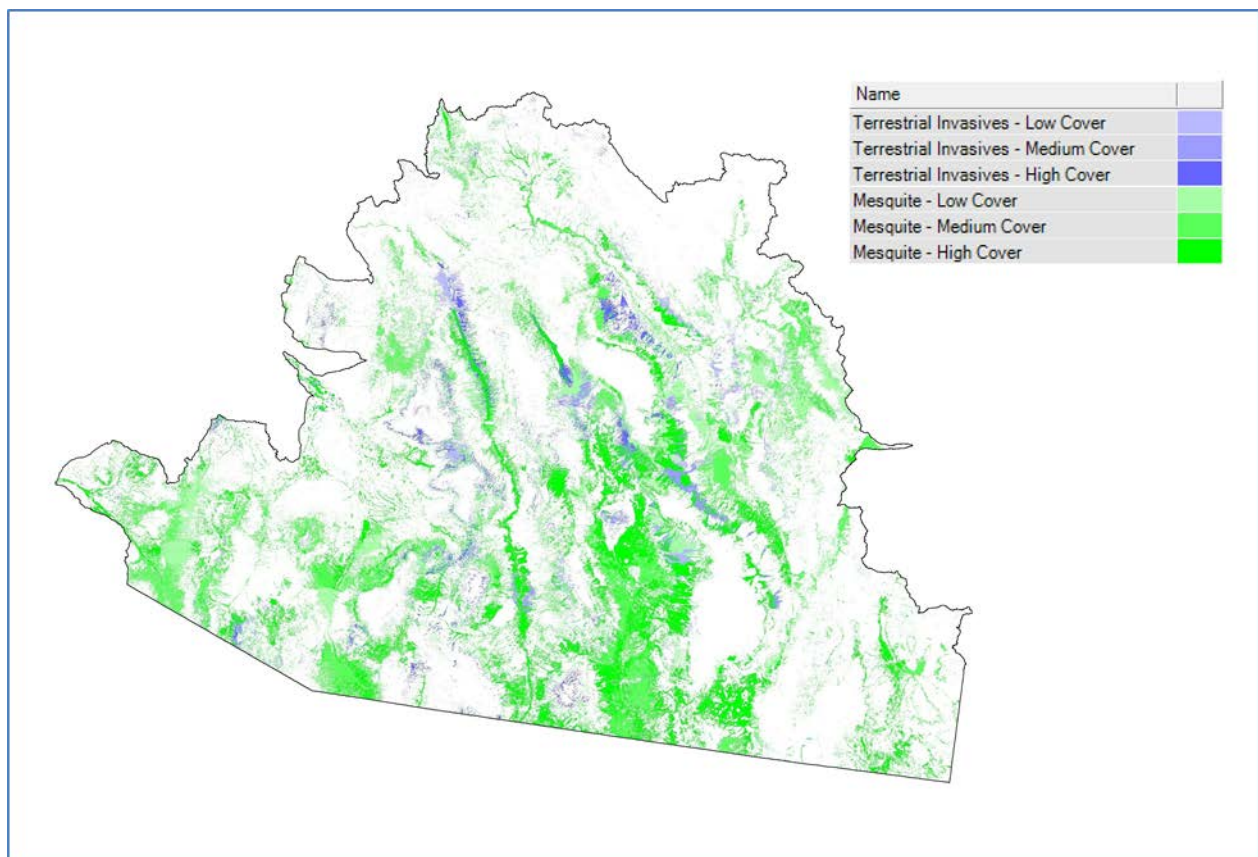 Name
Terrestrial Invasives - Low Cover
Terrestrial Invasives - Medium Cover
Terrestrial Invasives - High Cover
Mesquite - Low Cover
Mesquite - Medium Cover
Mesquite - High Cover